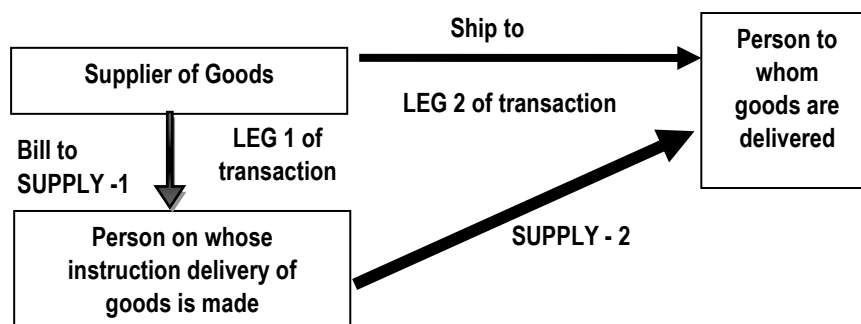 Supplier of Goods
Ship to
Person to
whom
goods are
delivered
LEG 2 of transaction
Bill to
SUPPLY -1
LEG 1 of
transaction
Person on whose
instruction delivery of
goods is made
SUPPLY - 2